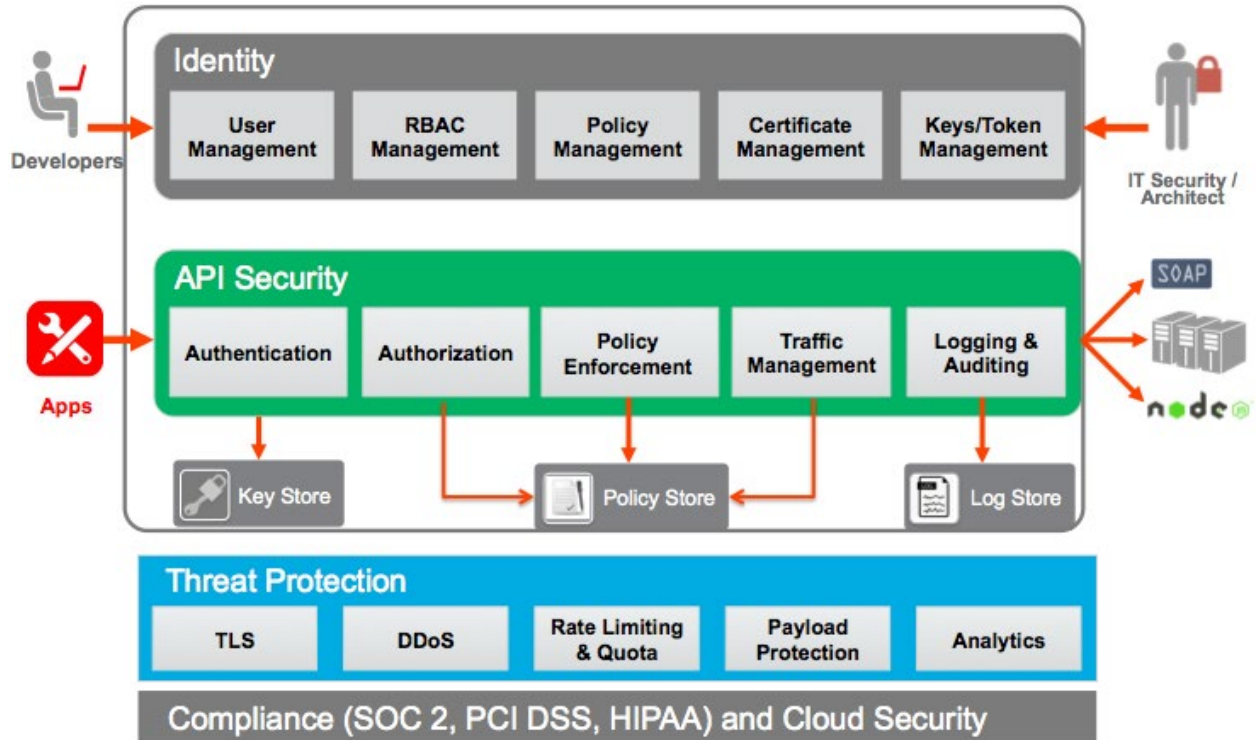 Identity
User
Management
RBAC
Management
Policy
Management
Certificate
Management
Keys/Token
Management
Developers
IT Security /
Architect
API Security
Authentication
Authorization
Policy
Enforcement
Traffic
Management
Logging &
Auditing
Apps
SOAP
node
JS
Key Store
Policy Store
LOG
Log Store
Threat Protection
TLS
DDoS
Rate Limiting
& Quota
Payload
Protection
Analytics
Compliance (SOC 2, PCI DSS, HIPAA) and Cloud Security